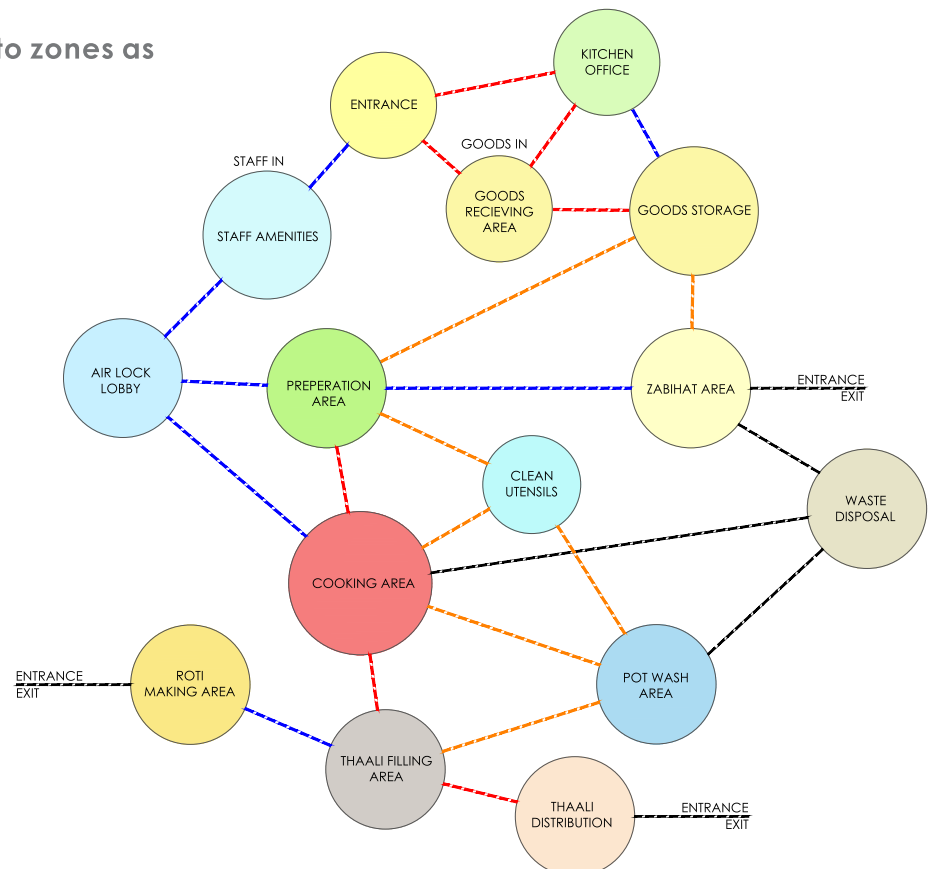 to zones as
KITCHEN
OFFICE
ENTRANCE
GOODS IN
STAFF IN
GOODS
RECIEVING
AREA
GOODS STORAGE
STAFF AMENITIES
AIR LOCK
LOBBY
PREPERATION
AREA
ZABIHAT AREA
ENTRANCE
EXIT
CLEAN
UTENSILS
WASTE
DISPOSAL
COOKING AREA
ENTRANCE
EXIT
ROTI
MAKING AREA
POT WASH
AREA
THAALI FILLING
AREA
THAALI
DISTRIBUTION
ENTRANCE
EXIT